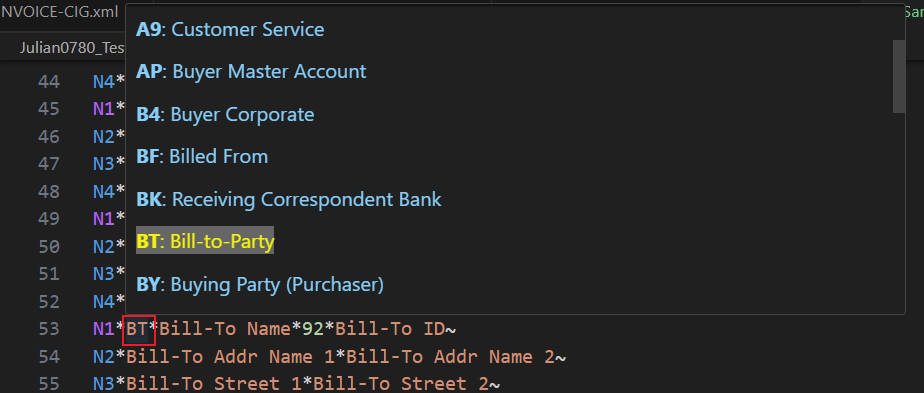 NVOICE-CIG.xml
San
Julian0780_Tes
A9: Customer Service
AP: Buyer Master Account
B4: Buyer Corporate
BF: Billed From
BK: Receiving Correspondent Bank
BT: Bill-to-Party
BY: Buying Party (Purchaser)
44 N4*
45 N1*
46 N2*
47 N3*
48 N4*
49 N1*
50 N2*
51 N3*
52 N4*
53 N1*BT*Bill-To Name*92*Bill-To ID~
54 N2*Bill-To Addr Name 1*Bill-To Addr Name 2~
55 N3*Bill-To Street 1*Bill-To Street 2~